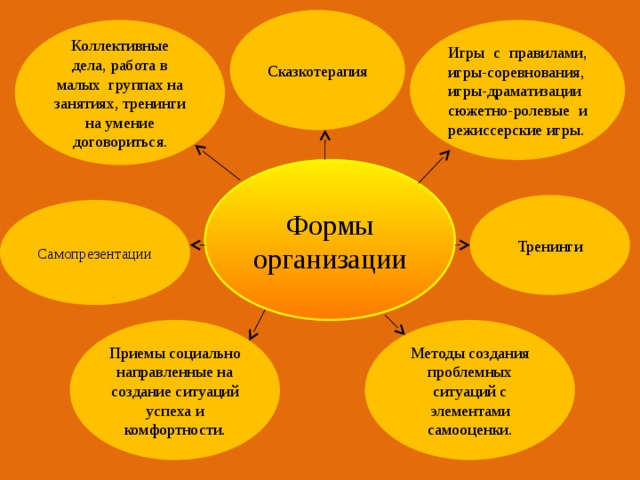 Коллективные
дела, работа в
малых группах на
занятиях, тренинги
на умение
договориться.
Сказкотерапия
Игры с правилами,
игры-соревнования,
игры-драматизации
сюжетно-ролевые и
режиссерские игры.
Формы
организации
Самопрезентации
Тренинги
Приемы социально
направленные на
создание ситуаций
успеха и
комфортности.
Методы создания
проблемных
ситуаций с
элементами
самооценки.